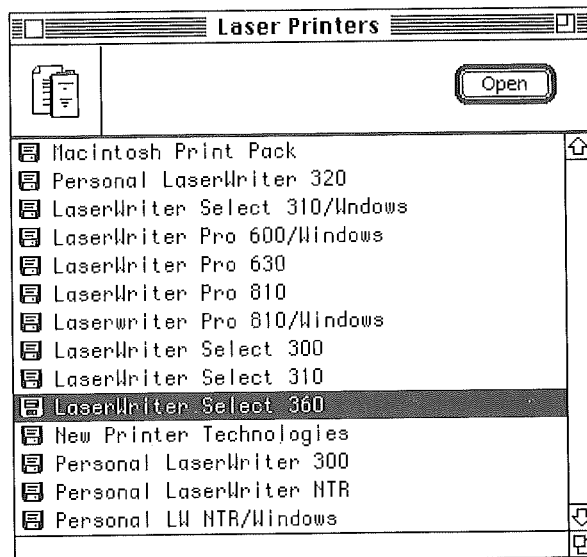 Laser Printers
Open
Macintosh Print Pack
Personal LaserWriter 320
LaserWriter Select 310/Wndows
LaserWriter Pro 600/Windows
LaserWriter Pro 630
LaserWriter Pro 810
Laserwriter Pro 810/Windows
LaserWriter Select 300
LaserWriter Select 310
LaserWriter Select 360
New Printer Technologies
Personal LaserWriter 300
Personal LaserWriter NTR
Personal LW NTR/Windows